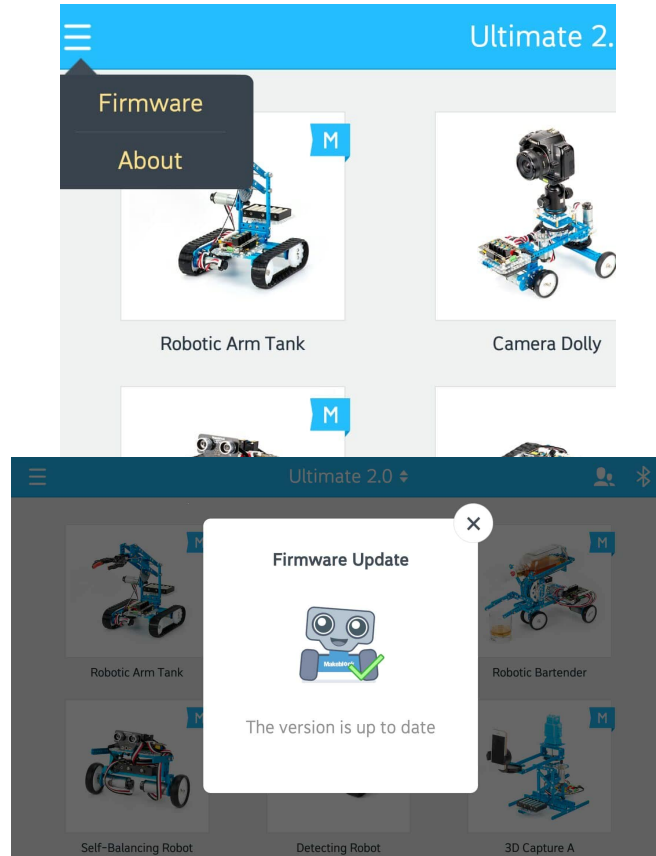 Ultimate 2.
Firmware
About
M
Robotic Arm Tank
Camera Dolly
M
Ultimate 2.0
M
M
Firmware Update
Makeblock
The version is up to date
Robotic Arm Tank
Robotic Bartender
M
M
Self-Balancing Robot
Detecting Robot
3D Capture A